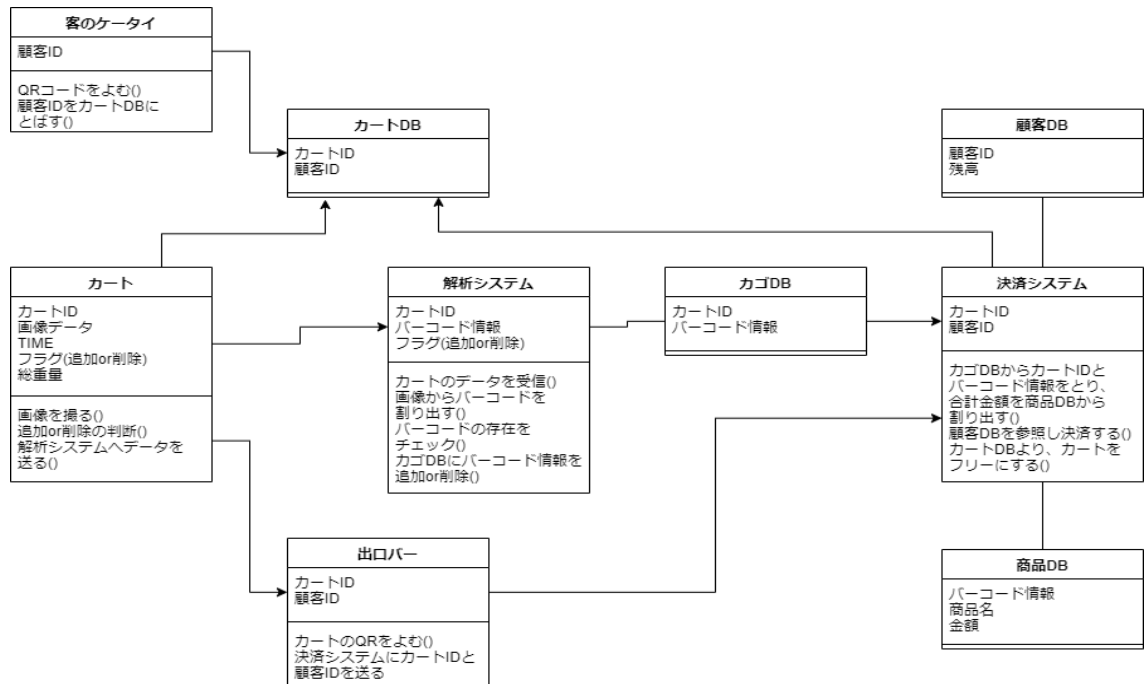 客のケータイ
顧客ID
QRコードをよむ()
顧客IDをカートDBに
とばす()
カートDB
カートID
顧客ID
顧客DB
顧客ID
残高
カート
カートID
画像データ
TIME
フラグ(追加or削除)
総重量
画像を撮る()
追加or削除の判断()
解析システムへデータを
送る()
解析システム
カートID
バーコード情報
フラグ(追加or削除)
カートのデータを受信()
画像からバーコードを
割り出す()
バーコードの存在を
チェック()
カゴDBにバーコード情報を
追加or削除()
カゴDB
カートID
バーコード情報
決済システム
カートID
顧客ID
カゴDBからカートIDと
バーコード情報をとり、
合計金額を商品DBから
割り出す()
顧客DBを参照し決済する()
カートDBより、カートを
フリーにする()
出口バー
カートID
顧客ID
カートのQRをよむ()
決済システムにカートIDと
顧客IDを送る
商品DB
バーコード情報
商品名
金額